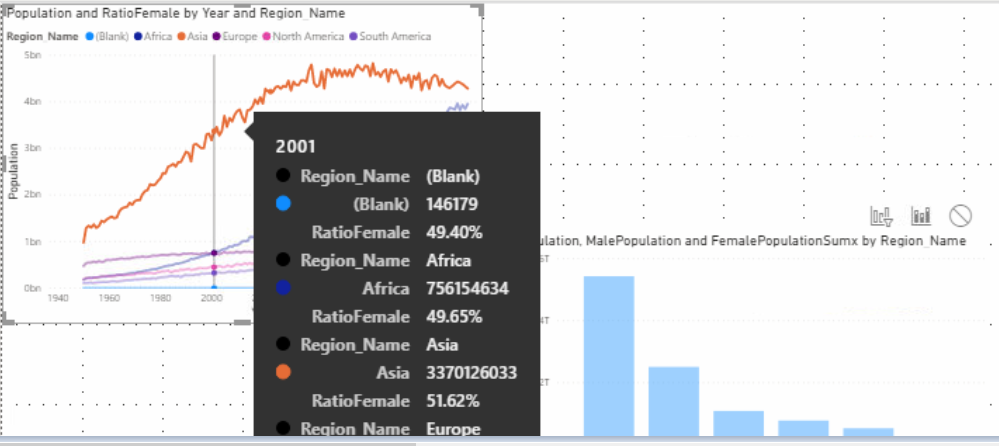 Population and RatioFemale by Year and Region_Name
Region_Name (Blank) Africa Asia Europe North America South America
5bn
4bn
3bn
2bn
1bn
0bn
Population
1940 1960 1980 2000
2001
Region_Name (Blank)
(Blank) 146179
RatioFemale 49.40%
Region_Name Africa
Africa 756154634
RatioFemale 49.65%
Region_Name Asia
Asia 3370126033
RatioFemale 51.62%
Region_Name Europe
ulation, MalePopulation and FemalePopulationSumx by Region_Name
6T
4T
2T